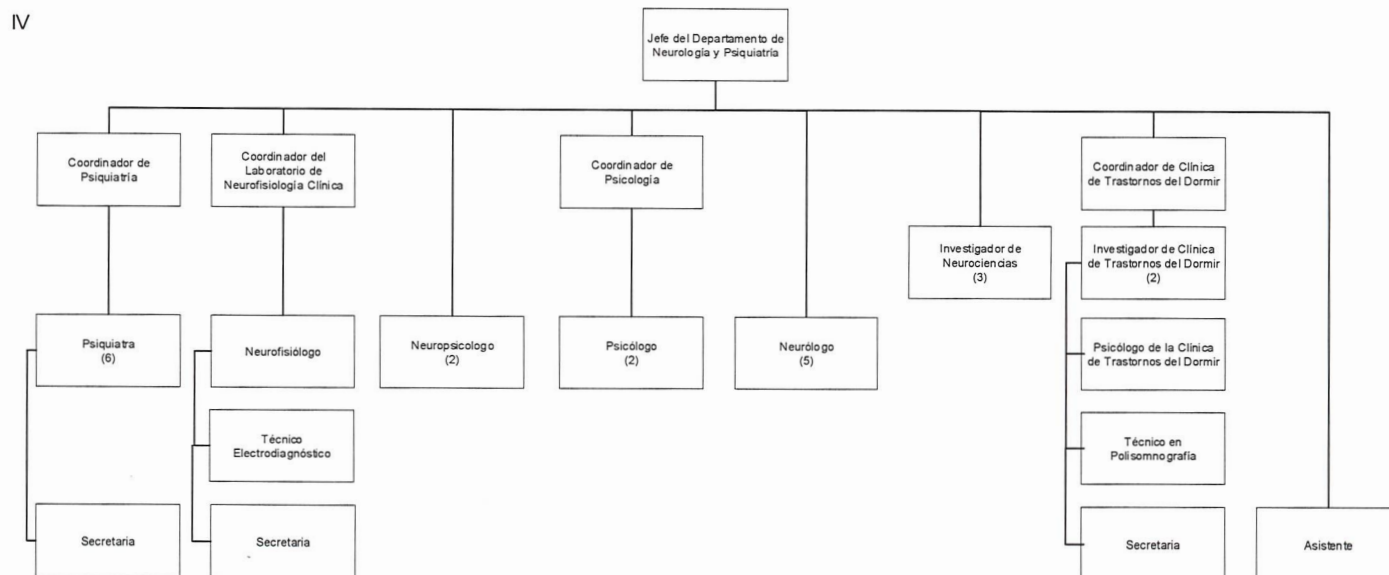 IV
Jefe del Departamento de
Neurología y Psiquiatría
Coordinador de
Psiquiatría
Coordinador del
Laboratorio de
Neurofisiología Clínica
Coordinador de
Psicología
Coordinador de Clínica
de Trastornos del Dormir
Investigador de
Neurociencias
(3)
Investigador de Clínica
de Trastornos del Dormir
(2)
Psiquiatra
(6)
Neurofisiólogo
Neuropsicologo
(2)
Psicólogo
(2)
Neurólogo
(5)
Psicólogo de la Clínica
de Trastornos del Dormir
Técnico
Electrodiagnóstico
Técnico en
Polisomnografía
Secretaria
Secretaria
Secretaria
Asistente